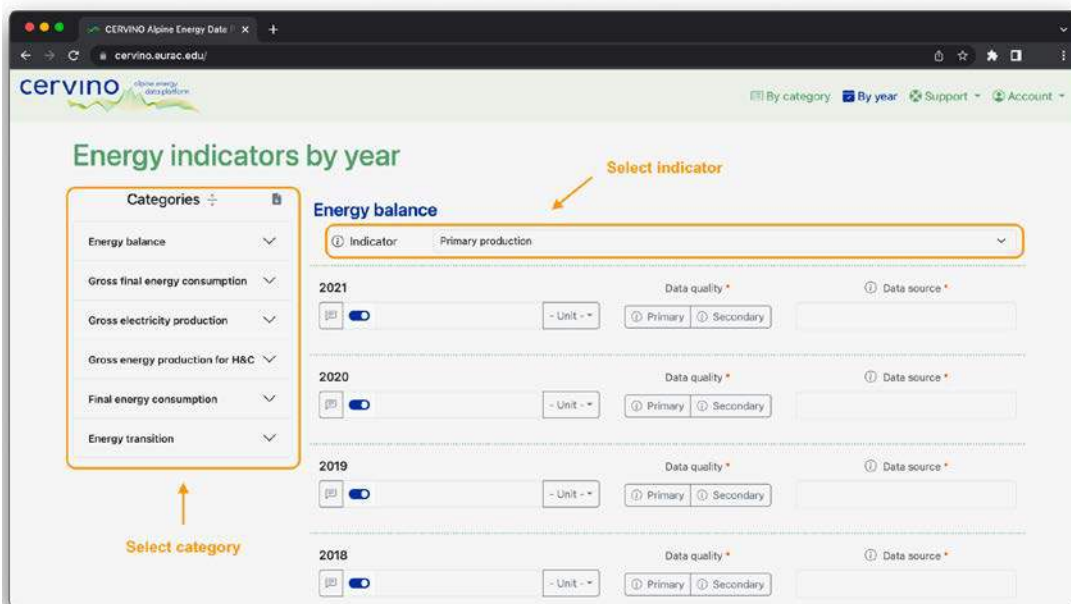 CERVINO Alpine Energy Data P
cervino.eurac.edu/
cervino alpine energy
data platform
By category By year Support Account
Energy indicators by year
Select indicator
Categories
Energy balance
Gross final energy consumption
Gross electricity production
Gross energy production for H&C
Final energy consumption
Energy transition
Select category
Energy balance
Indicator Primary production
2021 Data quality * Data source *
- Unit - Primary Secondary
2020 Data quality * Data source *
- Unit - Primary Secondary
2019 Data quality * Data source *
- Unit - Primary Secondary
2018 Data quality * Data source *
- Unit - Primary Secondary